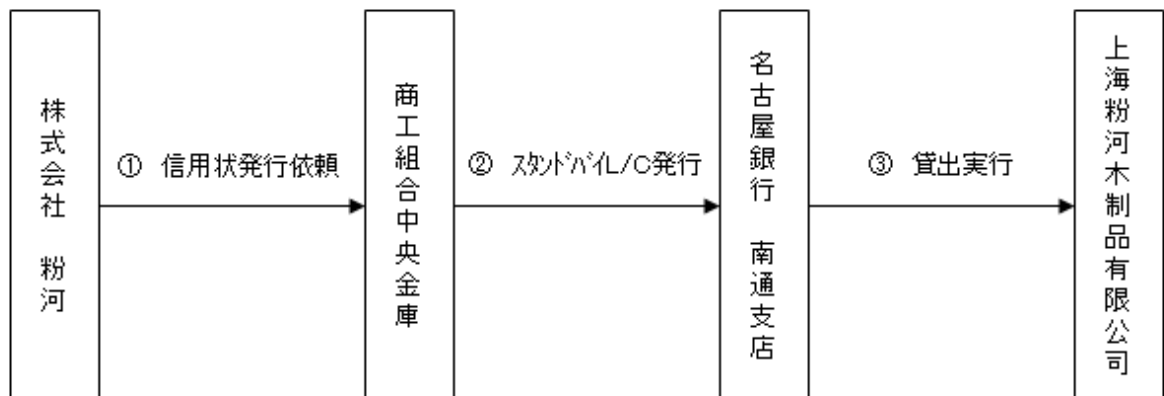 株式会社 粉河
① 信用状発行依頼
商工組合中央金庫
② ｽﾀﾝﾄﾞﾊﾞｲL/C発行
名古屋銀行 南通支店
③ 貸出実行
上海粉河木制品有限公司